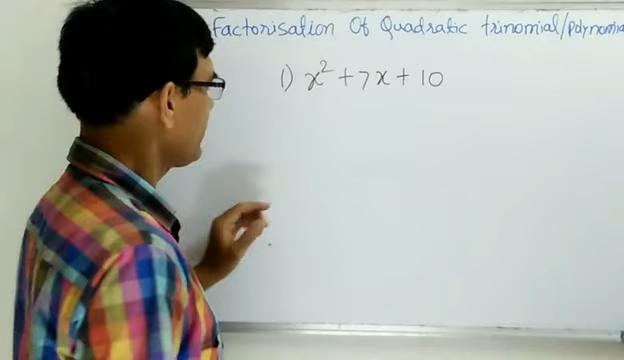 Factorisation Of Quadratic trinomial/polynomia
1) x² + 7x + 10